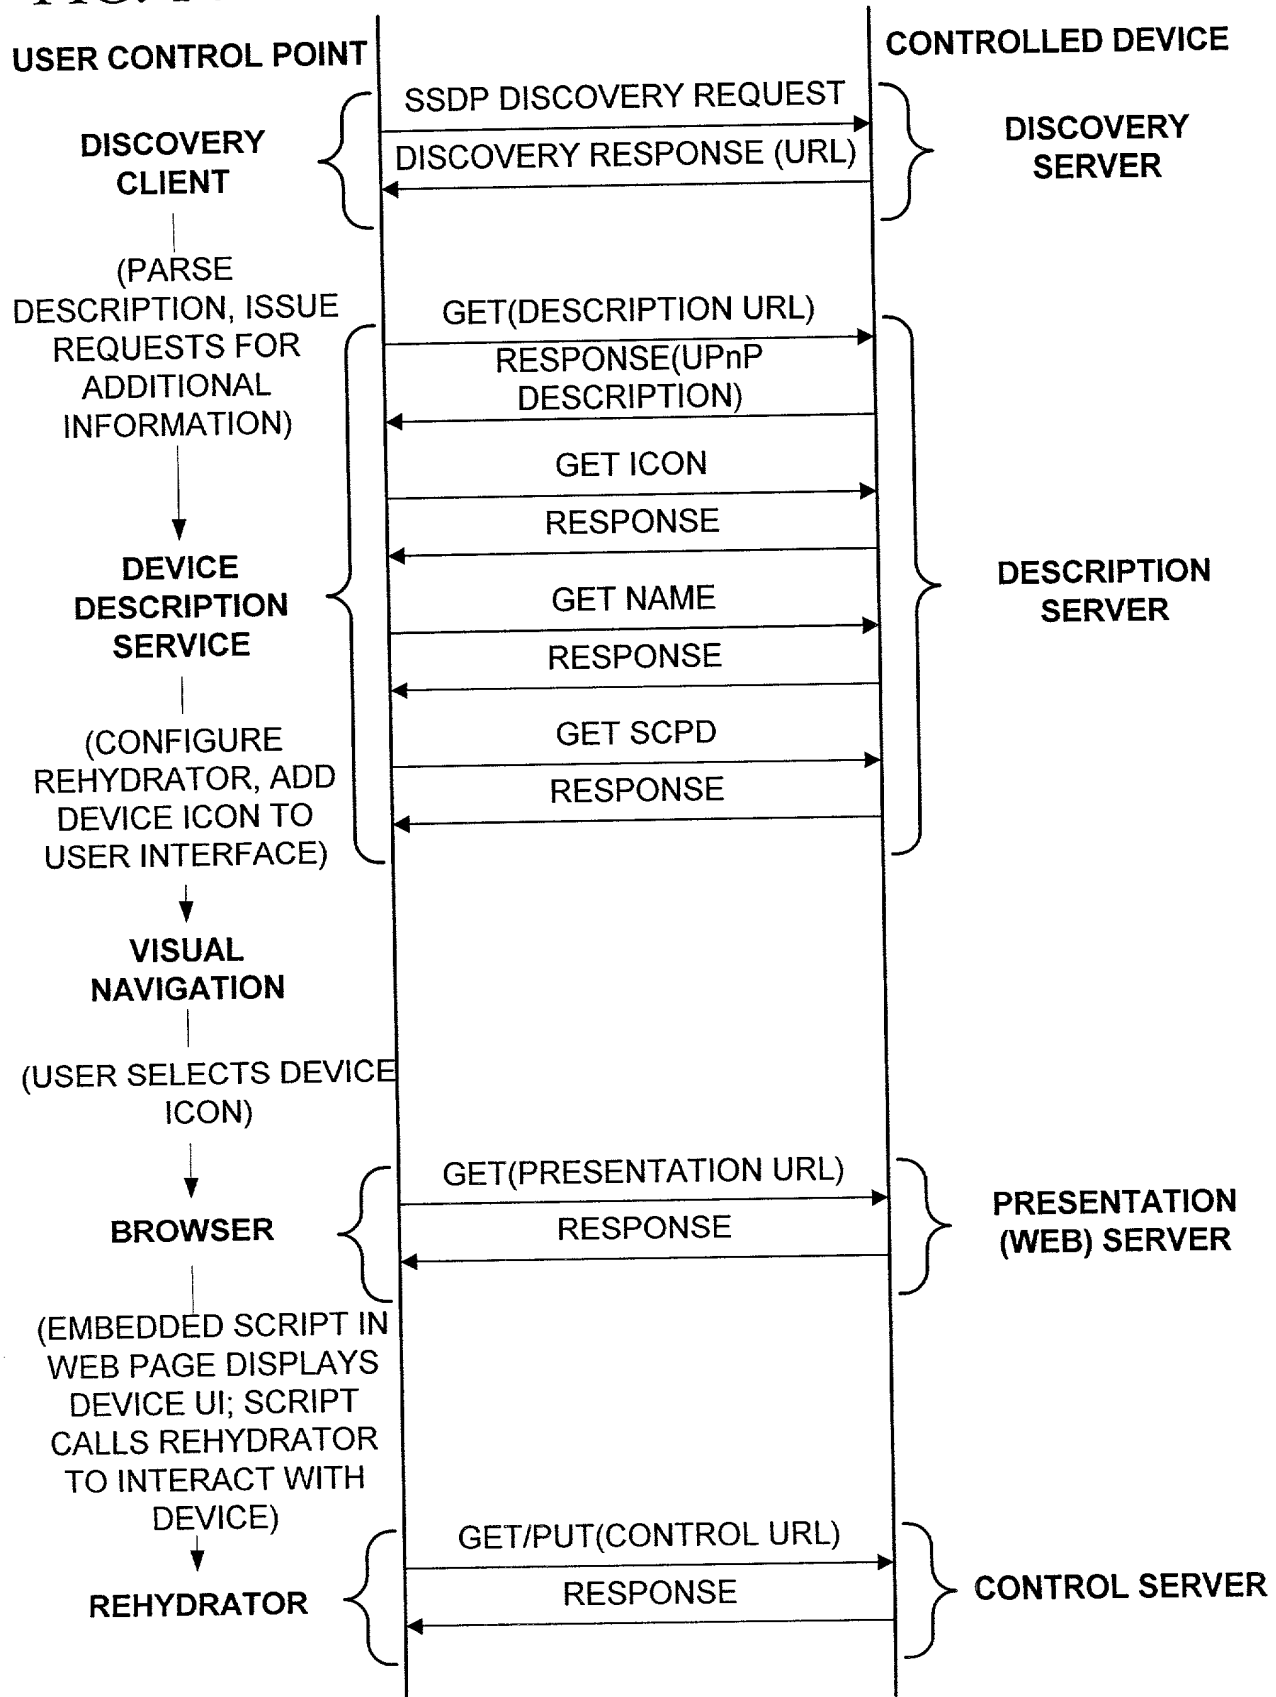 USER CONTROL POINT
CONTROLLED DEVICE
SSDP DISCOVERY REQUEST
DISCOVERY RESPONSE (URL)
DISCOVERY
CLIENT
DISCOVERY
SERVER
(PARSE
DESCRIPTION, ISSUE
REQUESTS FOR
ADDITIONAL
INFORMATION)
GET(DESCRIPTION URL)
RESPONSE(UPnP
DESCRIPTION)
GET ICON
RESPONSE
GET NAME
RESPONSE
GET SCPD
RESPONSE
DEVICE
DESCRIPTION
SERVICE
DESCRIPTION
SERVER
(CONFIGURE
REHYDRATOR, ADD
DEVICE ICON TO
USER INTERFACE)
VISUAL
NAVIGATION
(USER SELECTS DEVICE
ICON)
GET(PRESENTATION URL)
RESPONSE
BROWSER
PRESENTATION
(WEB) SERVER
(EMBEDDED SCRIPT IN
WEB PAGE DISPLAYS
DEVICE UI; SCRIPT
CALLS REHYDRATOR
TO INTERACT WITH
DEVICE)
GET/PUT(CONTROL URL)
RESPONSE
REHYDRATOR
CONTROL SERVER